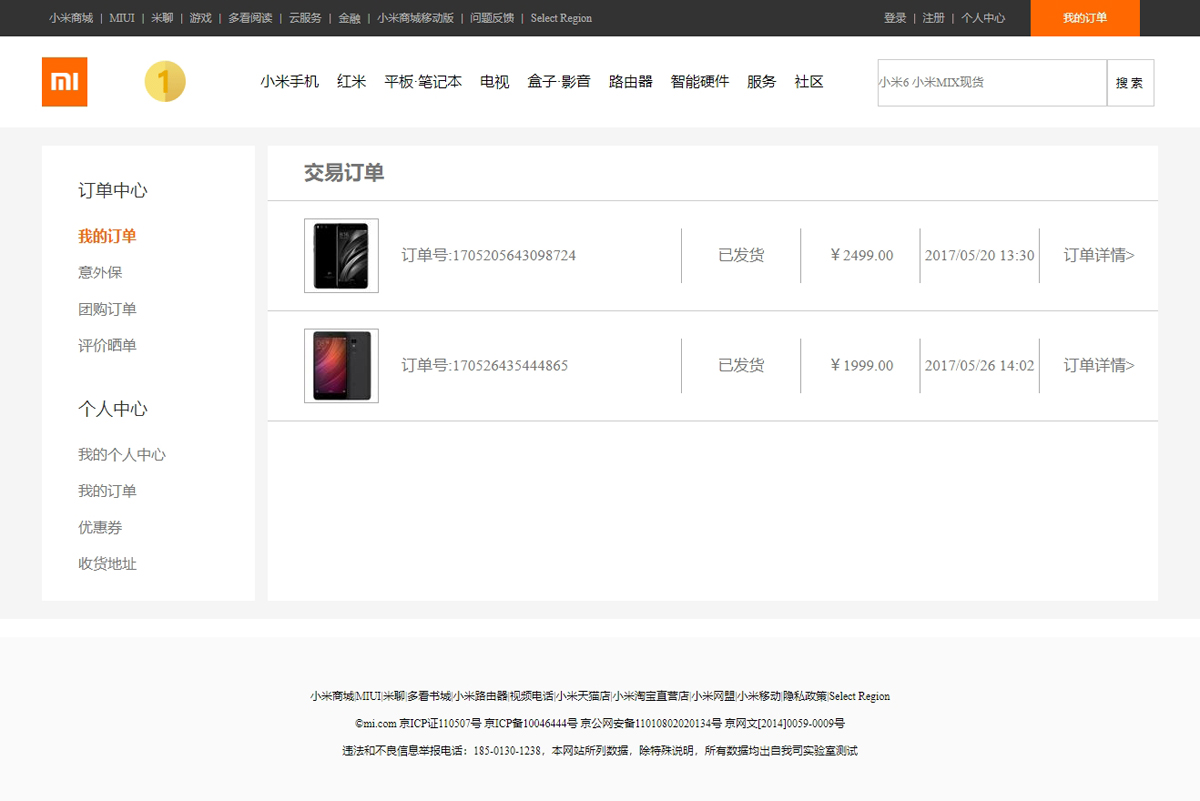 小米商城 | MIUI | 米聊 | 游戏 | 多看阅读 | 云服务 | 金融 | 小米商城移动版 | 问题反馈 | Select Region 登录 | 注册 | 个人中心 我的订单
mi 1 小米手机 红米 平板·笔记本 电视 盒子·影音 路由器 智能硬件 服务 社区 小米6 小米MIX现货 搜 索
订单中心
我的订单
意外保
团购订单
评价晒单
个人中心
我的个人中心
我的订单
优惠券
收货地址
交易订单
订单号:1705205643098724 已发货 ￥2499.00 2017/05/20 13:30 订单详情>
订单号:170526435444865 已发货 ￥1999.00 2017/05/26 14:02 订单详情>
小米商城|MIUI|米聊|多看书城|小米路由器|视频电话|小米天猫店|小米淘宝直营店|小米网盟|小米移动|隐私政策|Select Region
©mi.com 京ICP证110507号 京ICP备10046444号 京公网安备11010802020134号 京网文[2014]0059-0009号
违法和不良信息举报电话：185-0130-1238，本网站所列数据，除特殊说明，所有数据均出自我司实验室测试